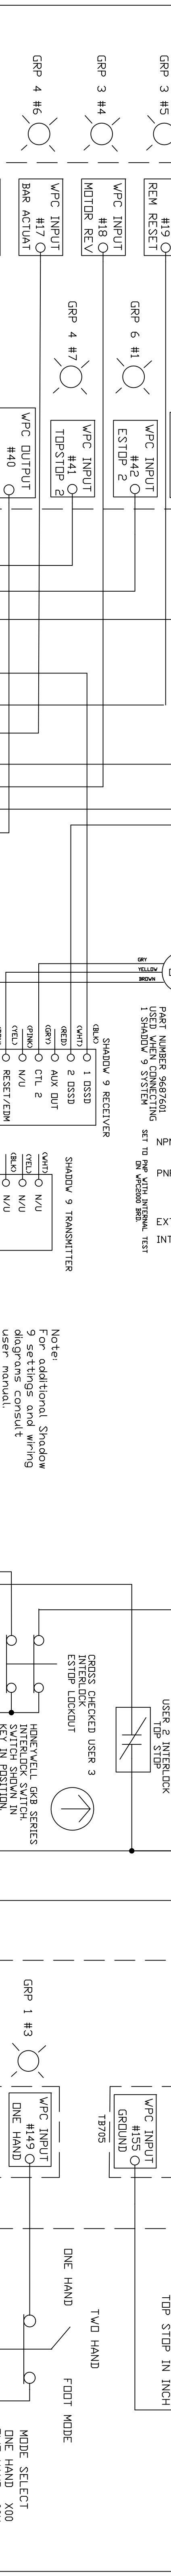 GRP 4 #6
GRP 3 #4
GRP 3 #5
WPC INPUT
#17
BAR ACTUAT
WPC INPUT
#18
MOTOR REV
#19
REM RESET
GRP 4 #7
GRP 6 #1
WPC OUTPUT
#40
WPC INPUT
#41
TOPSTOP 2
WPC INPUT
#42
ESTOP 2
GRY
YELLOW
BROWN
PART NUMBER 9687601
USED WHEN CONNECTING
1 SHADOW 9 SYSTEM
SET TO PNP WITH INTERNAL TEST
ON WPC2000 BRD.
SHADOW 9 RECEIVER
(BLK)
1 OSSD
(WHT)
2 OSSD
(RED)
AUX OUT
(GRY)
CTL 2
(PINK)
N/U
(YEL)
RESET/EDM
SHADOW 9 TRANSMITTER
(WHT)
N/U
(YEL)
N/U
(BLK)
N/U
Note:
For additional Shadow
9 settings and wiring
diagrams consult
user manual.
USER 2 INTERLOCK
TOP STOP
CROSS CHECKED USER 3
INTERLOCK
ESTOP LOCKOUT
HONEYWELL GKB SERIES
INTERLOCK SWITCH.
SWITCH SHOWN IN
KEY IN POSITION.
GRP 1 #3
WPC INPUT
#149
ONE HAND
TB705
WPC INPUT
#155
GROUND
TOP STOP IN INCH
TWO HAND
ONE HAND
FOOT MODE
MODE SELECT
ONE HAND X00